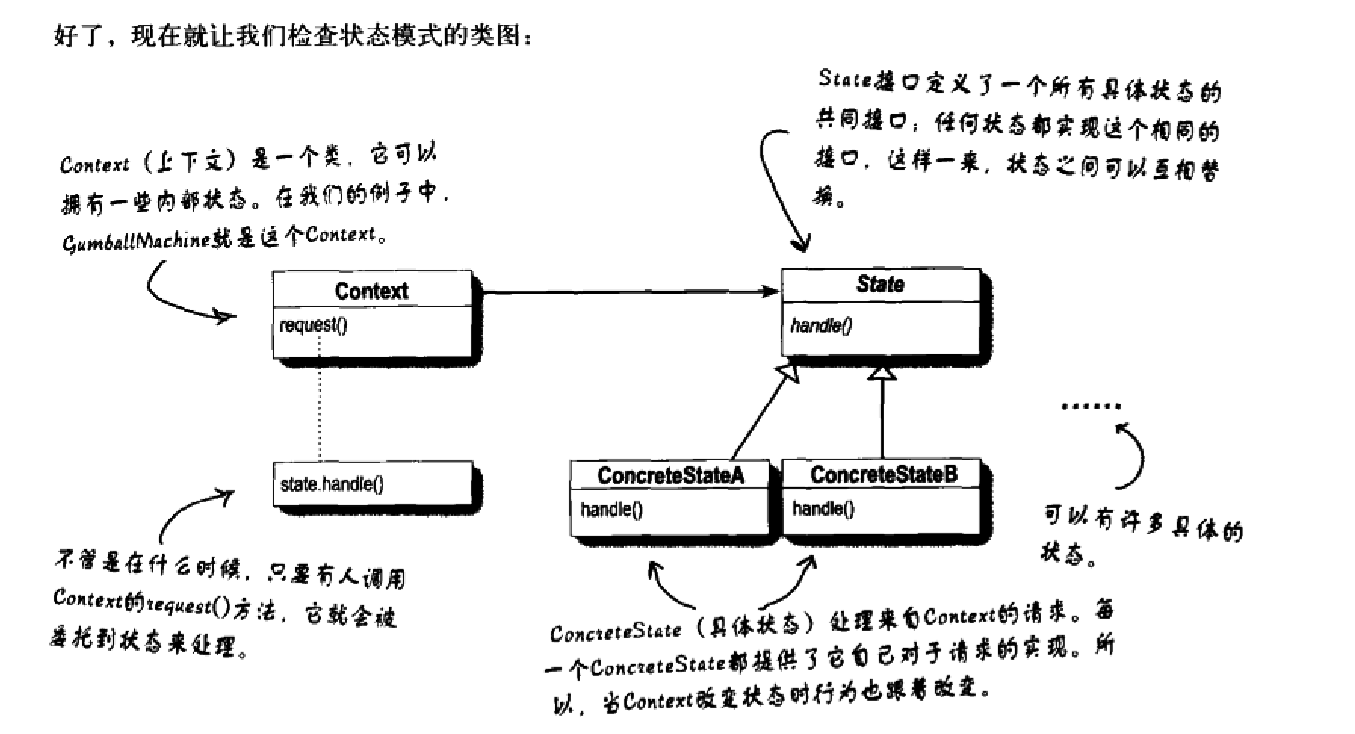 好了，现在就让我们检查状态模式的类图：
State接口定义了一个所有具体状态的
共同接口；任何状态都实现这个相同的
接口，这样一来，状态之间可以互相替
换。
Context（上下文）是一个类，它可以
拥有一些内部状态。在我们的例子中，
GumballMachine就是这个Context。
Context
request()
State
handle()
state.handle()
ConcreteStateA
handle()
ConcreteStateB
handle()
......
可以有许多具体的
状态。
不管是在什么时候，只要有人调用
Context的request()方法，它就会被
委托到状态来处理。
ConcreteState（具体状态）处理来自Context的请求。每
一个ConcreteState都提供了它自己对于请求的实现。所
以，当Context改变状态时行为也跟着改变。